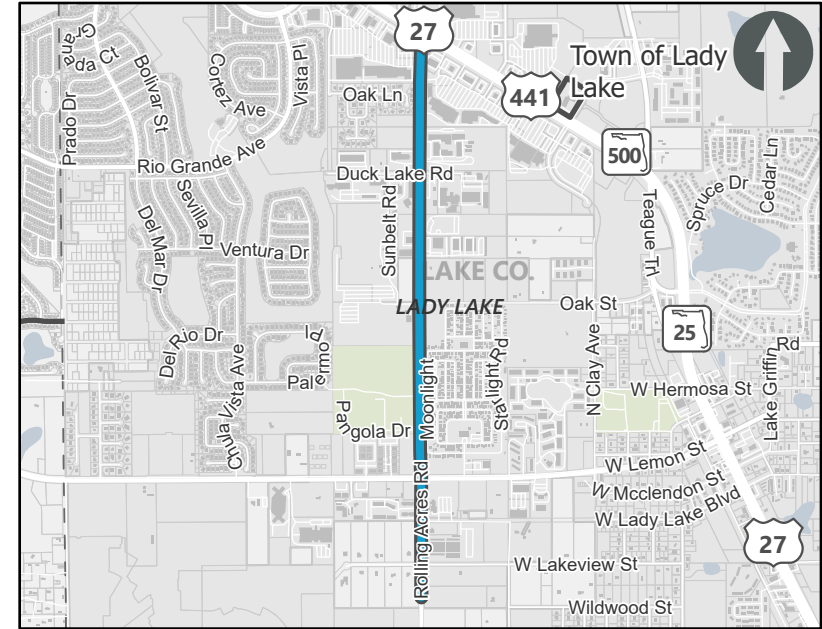 27
Grana
da Ct
Bolivar St
Cortez Ave
Vista Pl
Prado Dr
Oak Ln
441
Town of Lady
Lake
500
Rio Grande Ave
Duck Lake Rd
Sevilla Pl
Sunbelt Rd
Spruce Dr
Cedar Ln
Teague Trl
Del Mar Dr
Ventura Dr
LAKE CO.
LADY LAKE
Oak St
25
Del Rio Dr
Palermo
Pl
Chula Vista Ave
Pangola Dr
Moonlight
Starlight Rd
N Clay Ave
W Hermosa St
Lake Griffin Rd
W Lemon St
W Mcclendon St
W Lady Lake Blvd
Rolling Acres Rd
27
W Lakeview St
Wildwood St